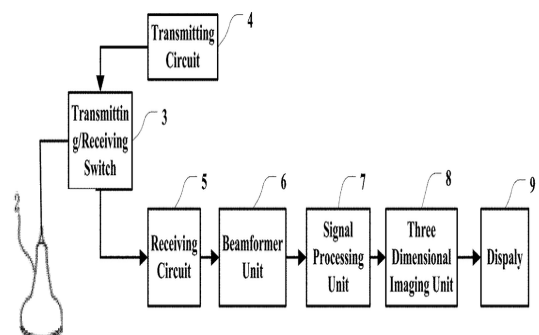 Transmitting
Circuit
4
Transmittin
g/Receiving
Switch
3
2
Receiving
Circuit
5
Beamformer
Unit
6
Signal
Processing
Unit
7
Three
Dimensional
Imaging Unit
8
Dispaly
9